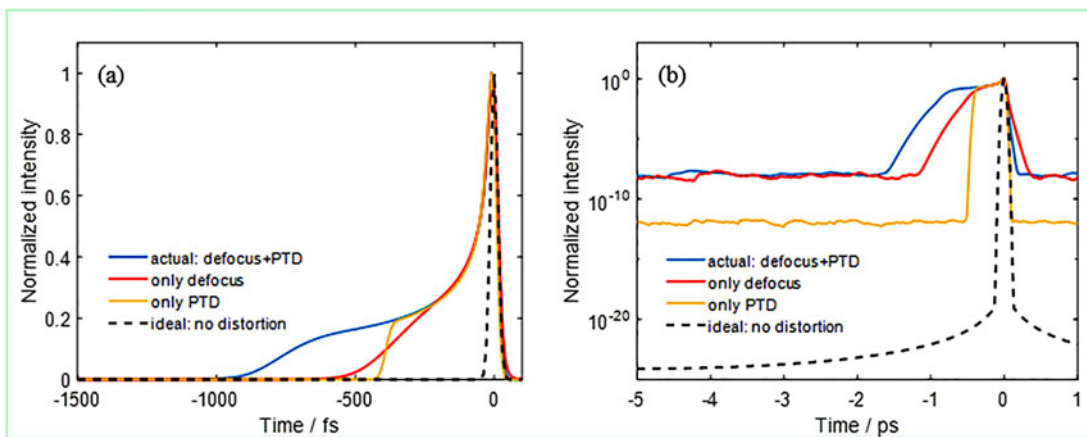 (a)
Normalized intensity
1
0.8
0.6
0.4
0.2
0
actual: defocus+PTD
only defocus
only PTD
ideal: no distortion
-1500
-1000
-500
0
Time / fs
(b)
Normalized intensity
10^0
10^-10
10^-20
actual: defocus+PTD
only defocus
only PTD
ideal: no distortion
-5
-4
-3
-2
-1
0
1
Time / ps